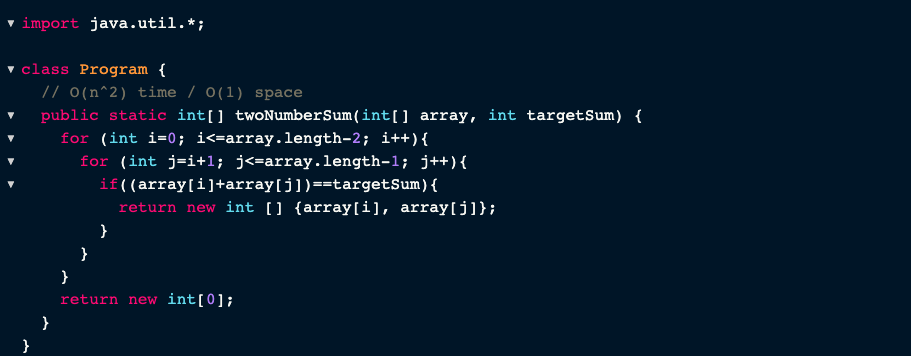 import java.util.*;
class Program {
// O(n^2) time / O(1) space
public static int[] twoNumberSum(int[] array, int targetSum) {
for (int i=0; i<=array.length-2; i++){
for (int j=i+1; j<=array.length-1; j++){
if((array[i]+array[j])==targetSum){
return new int [] {array[i], array[j]};
}
}
}
return new int[0];
}
}